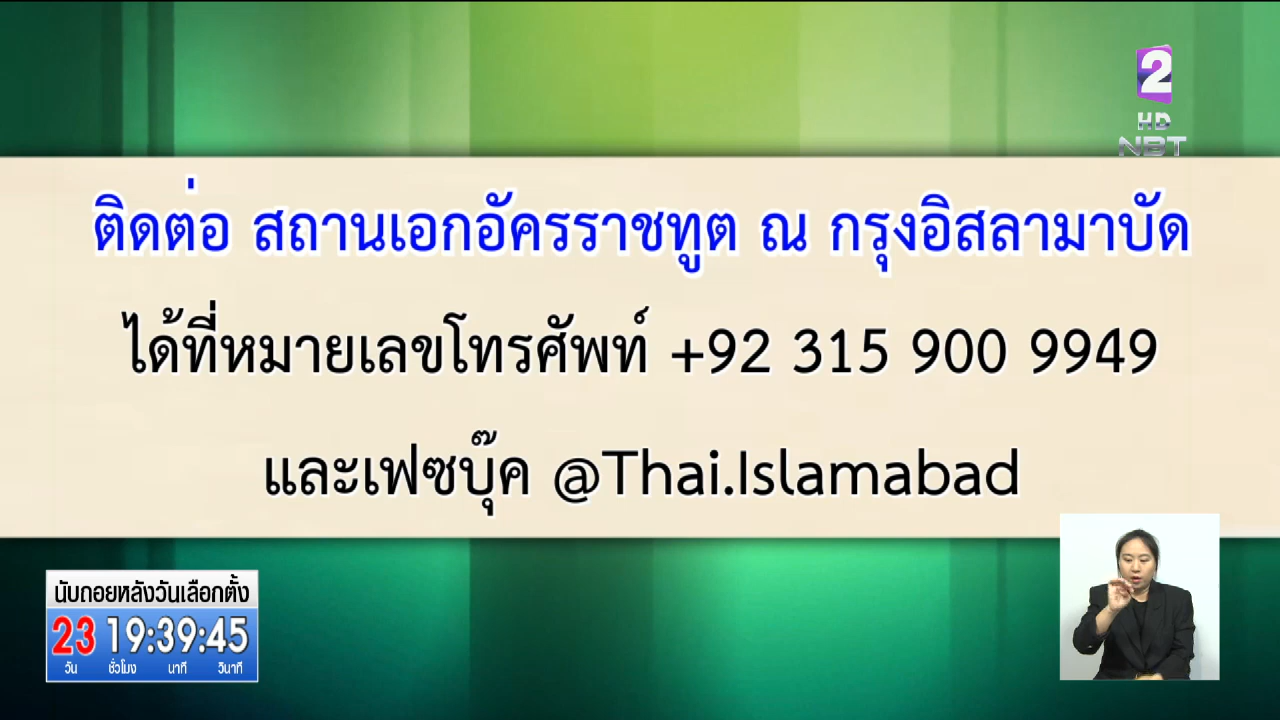 2
HD
NBT
ติดต่อ สถานเอกอัครราชทูต ณ กรุงอิสลามาบัด
ได้ที่หมายเลขโทรศัพท์ +92 315 900 9949
และเฟซบุ๊ค @Thai.Islamabad
นับถอยหลังวันเลือกตั้ง
23 19:39:45
วัน ชั่วโมง นาที วินาที